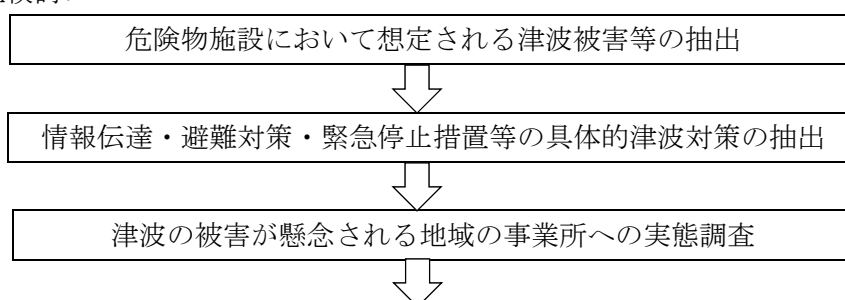 危険物施設において想定される津波被害等の抽出
情報伝達・避難対策・緊急停止措置等の具体的津波対策の抽出
津波の被害が懸念される地域の事業所への実態調査